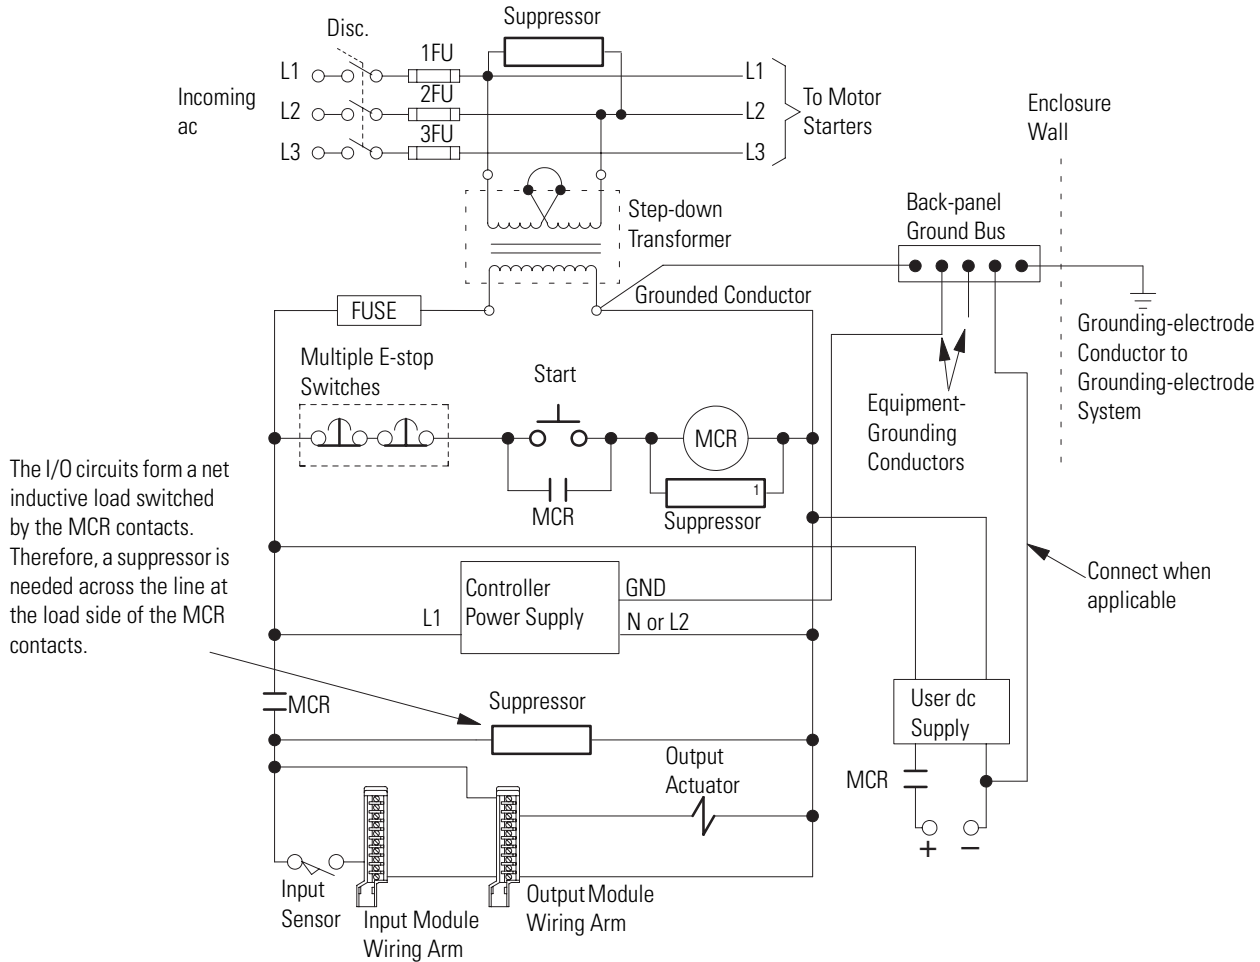 Suppressor
Disc.
1FU
L1
L1
Incoming
ac
2FU
L2
L2
To Motor
Starters
3FU
L3
L3
Enclosure
Wall
Step-down
Transformer
Back-panel
Ground Bus
Grounded Conductor
FUSE
Grounding-electrode
Conductor to
Grounding-electrode
System
Multiple E-stop
Switches
Start
Equipment-
Grounding
Conductors
MCR
MCR
1
Suppressor
The I/O circuits form a net
inductive load switched
by the MCR contacts.
Therefore, a suppressor is
needed across the line at
the load side of the MCR
contacts.
Controller
Power Supply
GND
L1
N or L2
Connect when
applicable
MCR
Suppressor
User dc
Supply
Output
Actuator
MCR
+ −
Input
Sensor
Input Module
Wiring Arm
Output Module
Wiring Arm